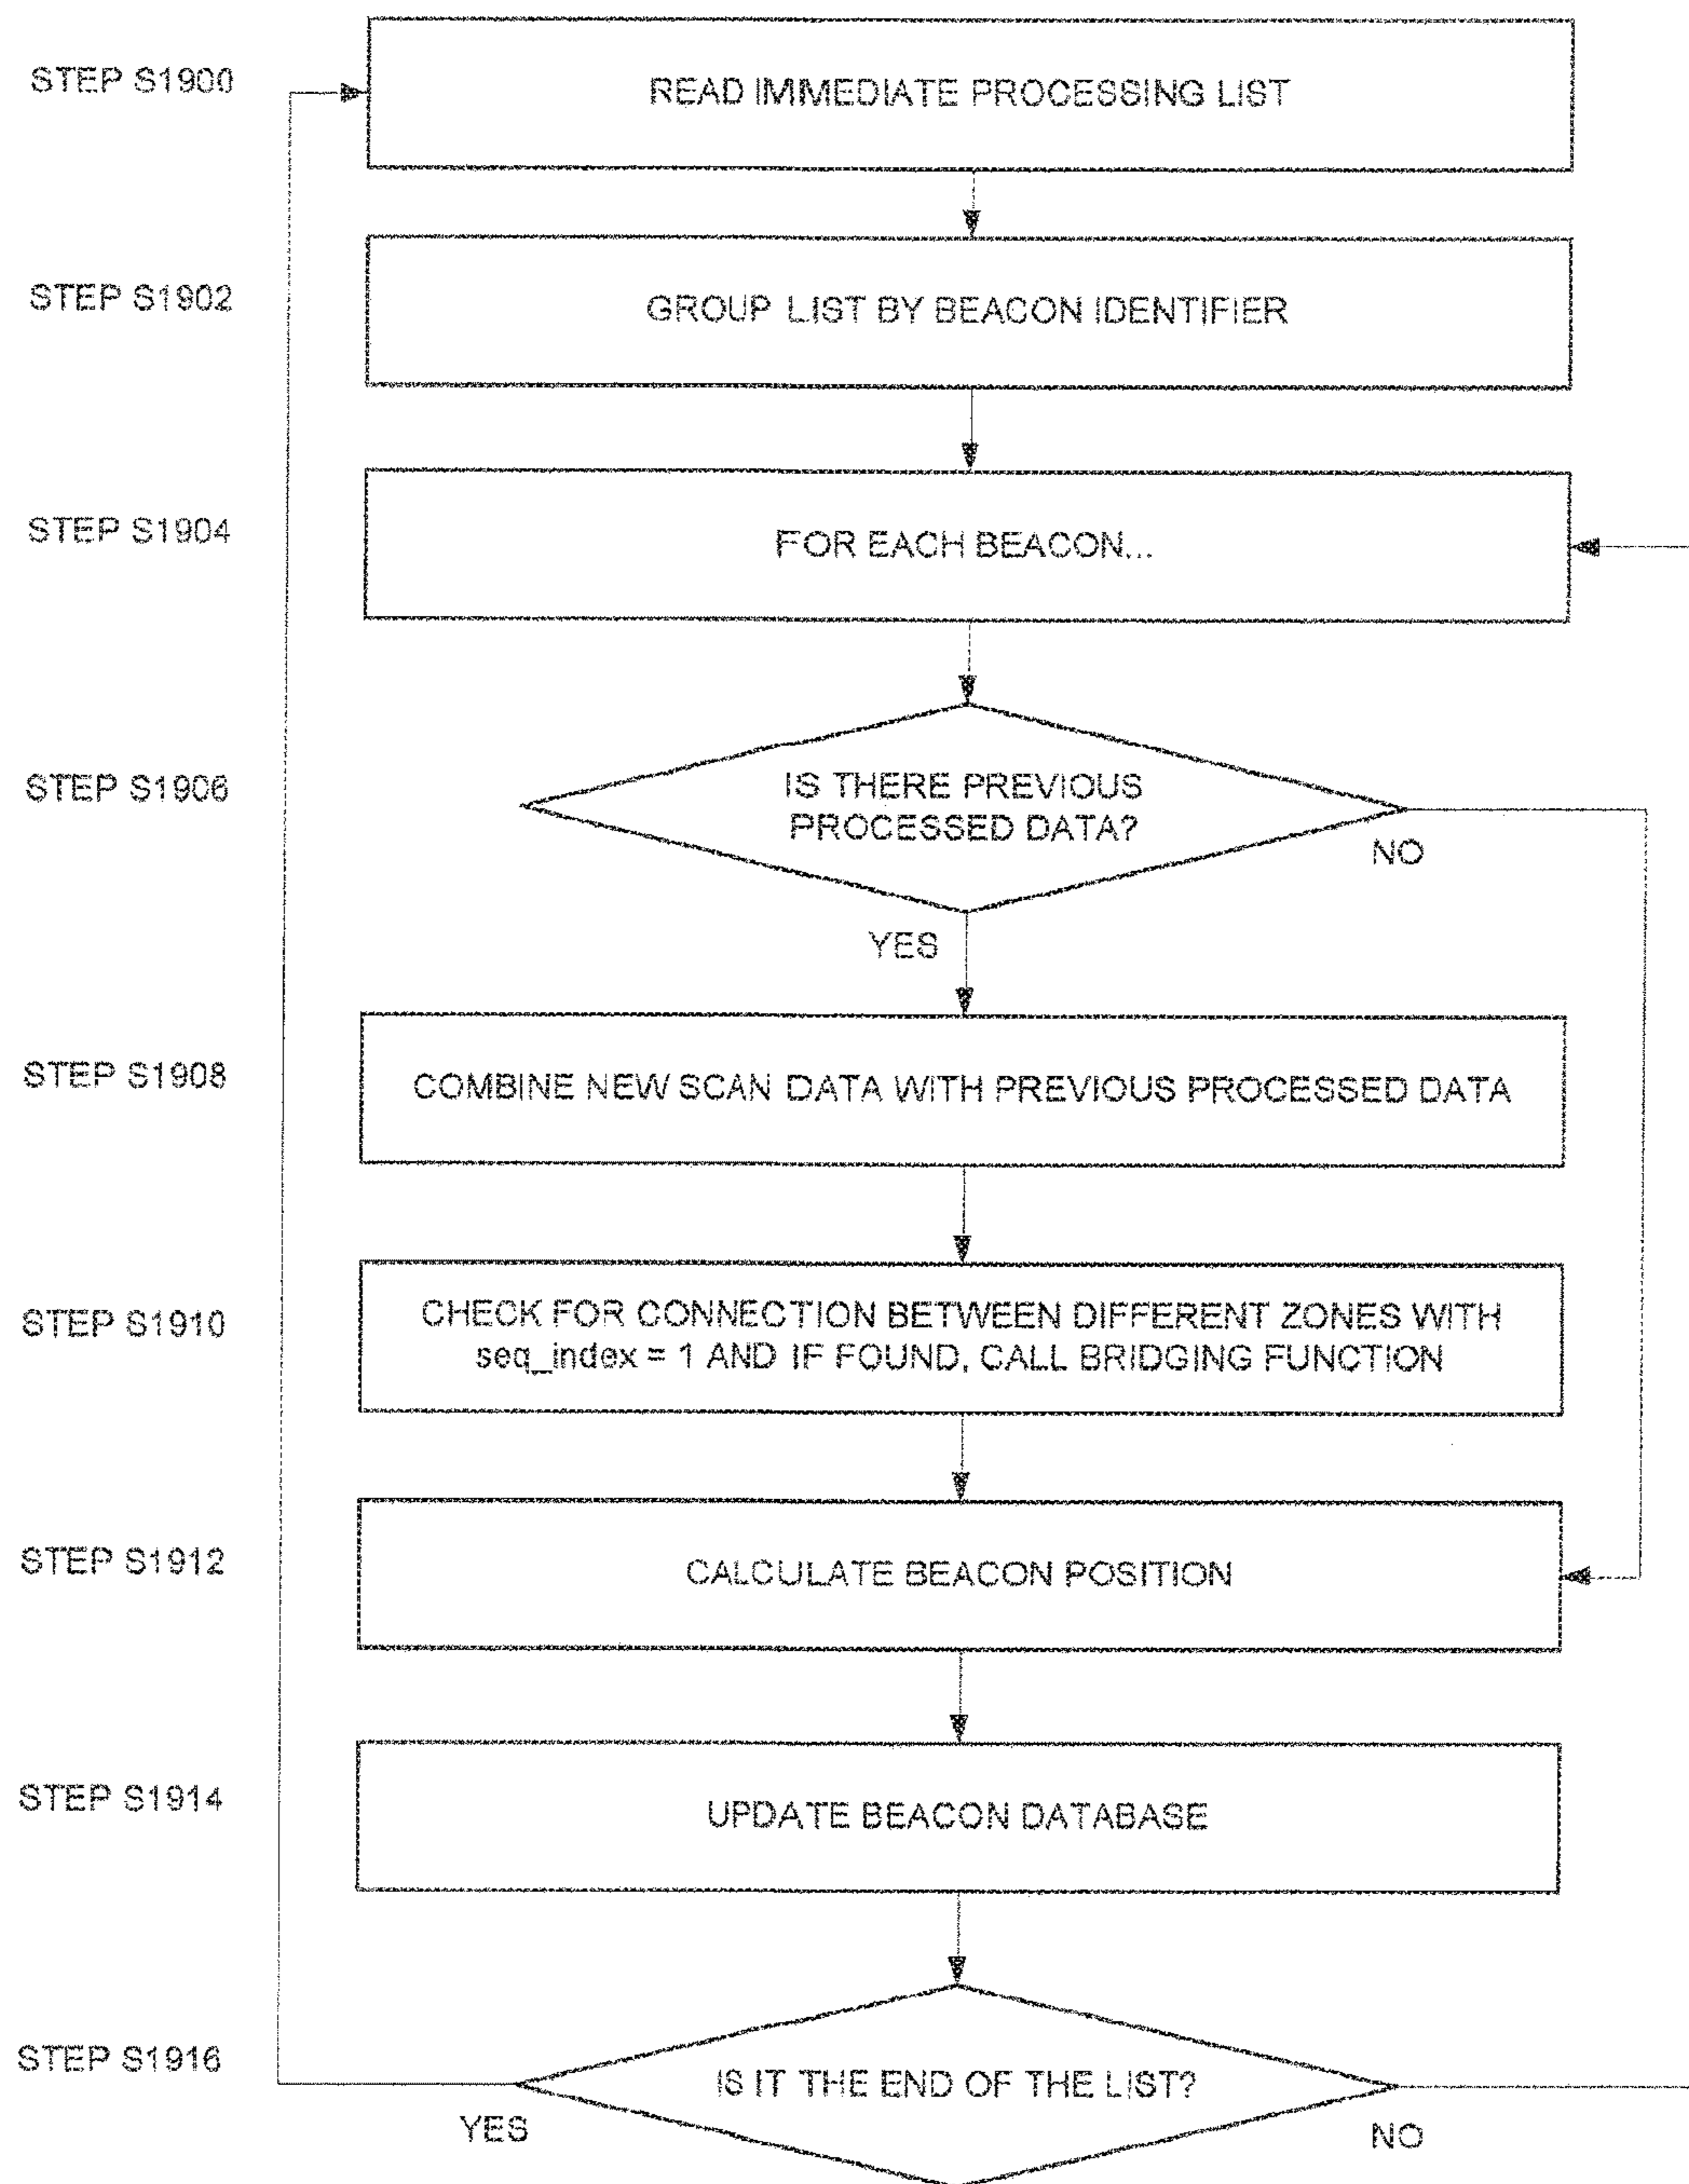 STEP S1900
READ IMMEDIATE PROCESSING LIST
STEP S1902
GROUP LIST BY BEACON IDENTIFIER
STEP S1904
FOR EACH BEACON...
STEP S1906
IS THERE PREVIOUS
PROCESSED DATA?
NO
YES
STEP S1908
COMBINE NEW SCAN DATA WITH PREVIOUS PROCESSED DATA
STEP S1910
CHECK FOR CONNECTION BETWEEN DIFFERENT ZONES WITH
seq_index = 1 AND IF FOUND, CALL BRIDGING FUNCTION
STEP S1912
CALCULATE BEACON POSITION
STEP S1914
UPDATE BEACON DATABASE
STEP S1916
IS IT THE END OF THE LIST?
YES
NO